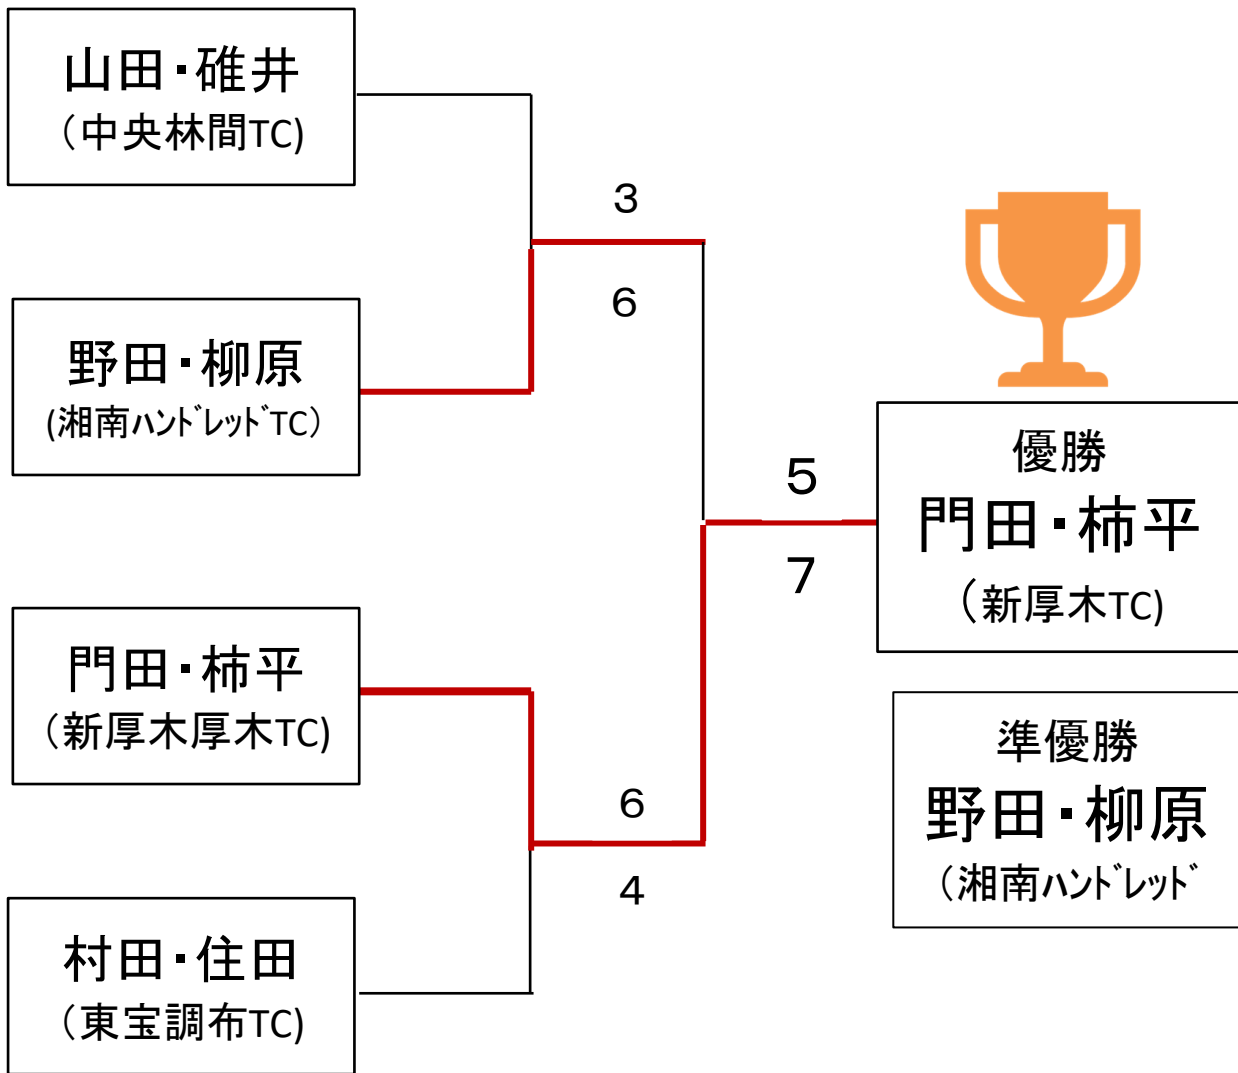 山田・碓井
（中央林間TC)
3
6
野田・柳原
(湘南ﾊﾝﾄﾞﾚｯﾄﾞTC）
優勝
門田・柿平
（新厚木TC)
5
7
門田・柿平
（新厚木厚木TC)
準優勝
野田・柳原
（湘南ﾊﾝﾄﾞﾚｯﾄﾞ
6
4
村田・住田
（東宝調布TC)